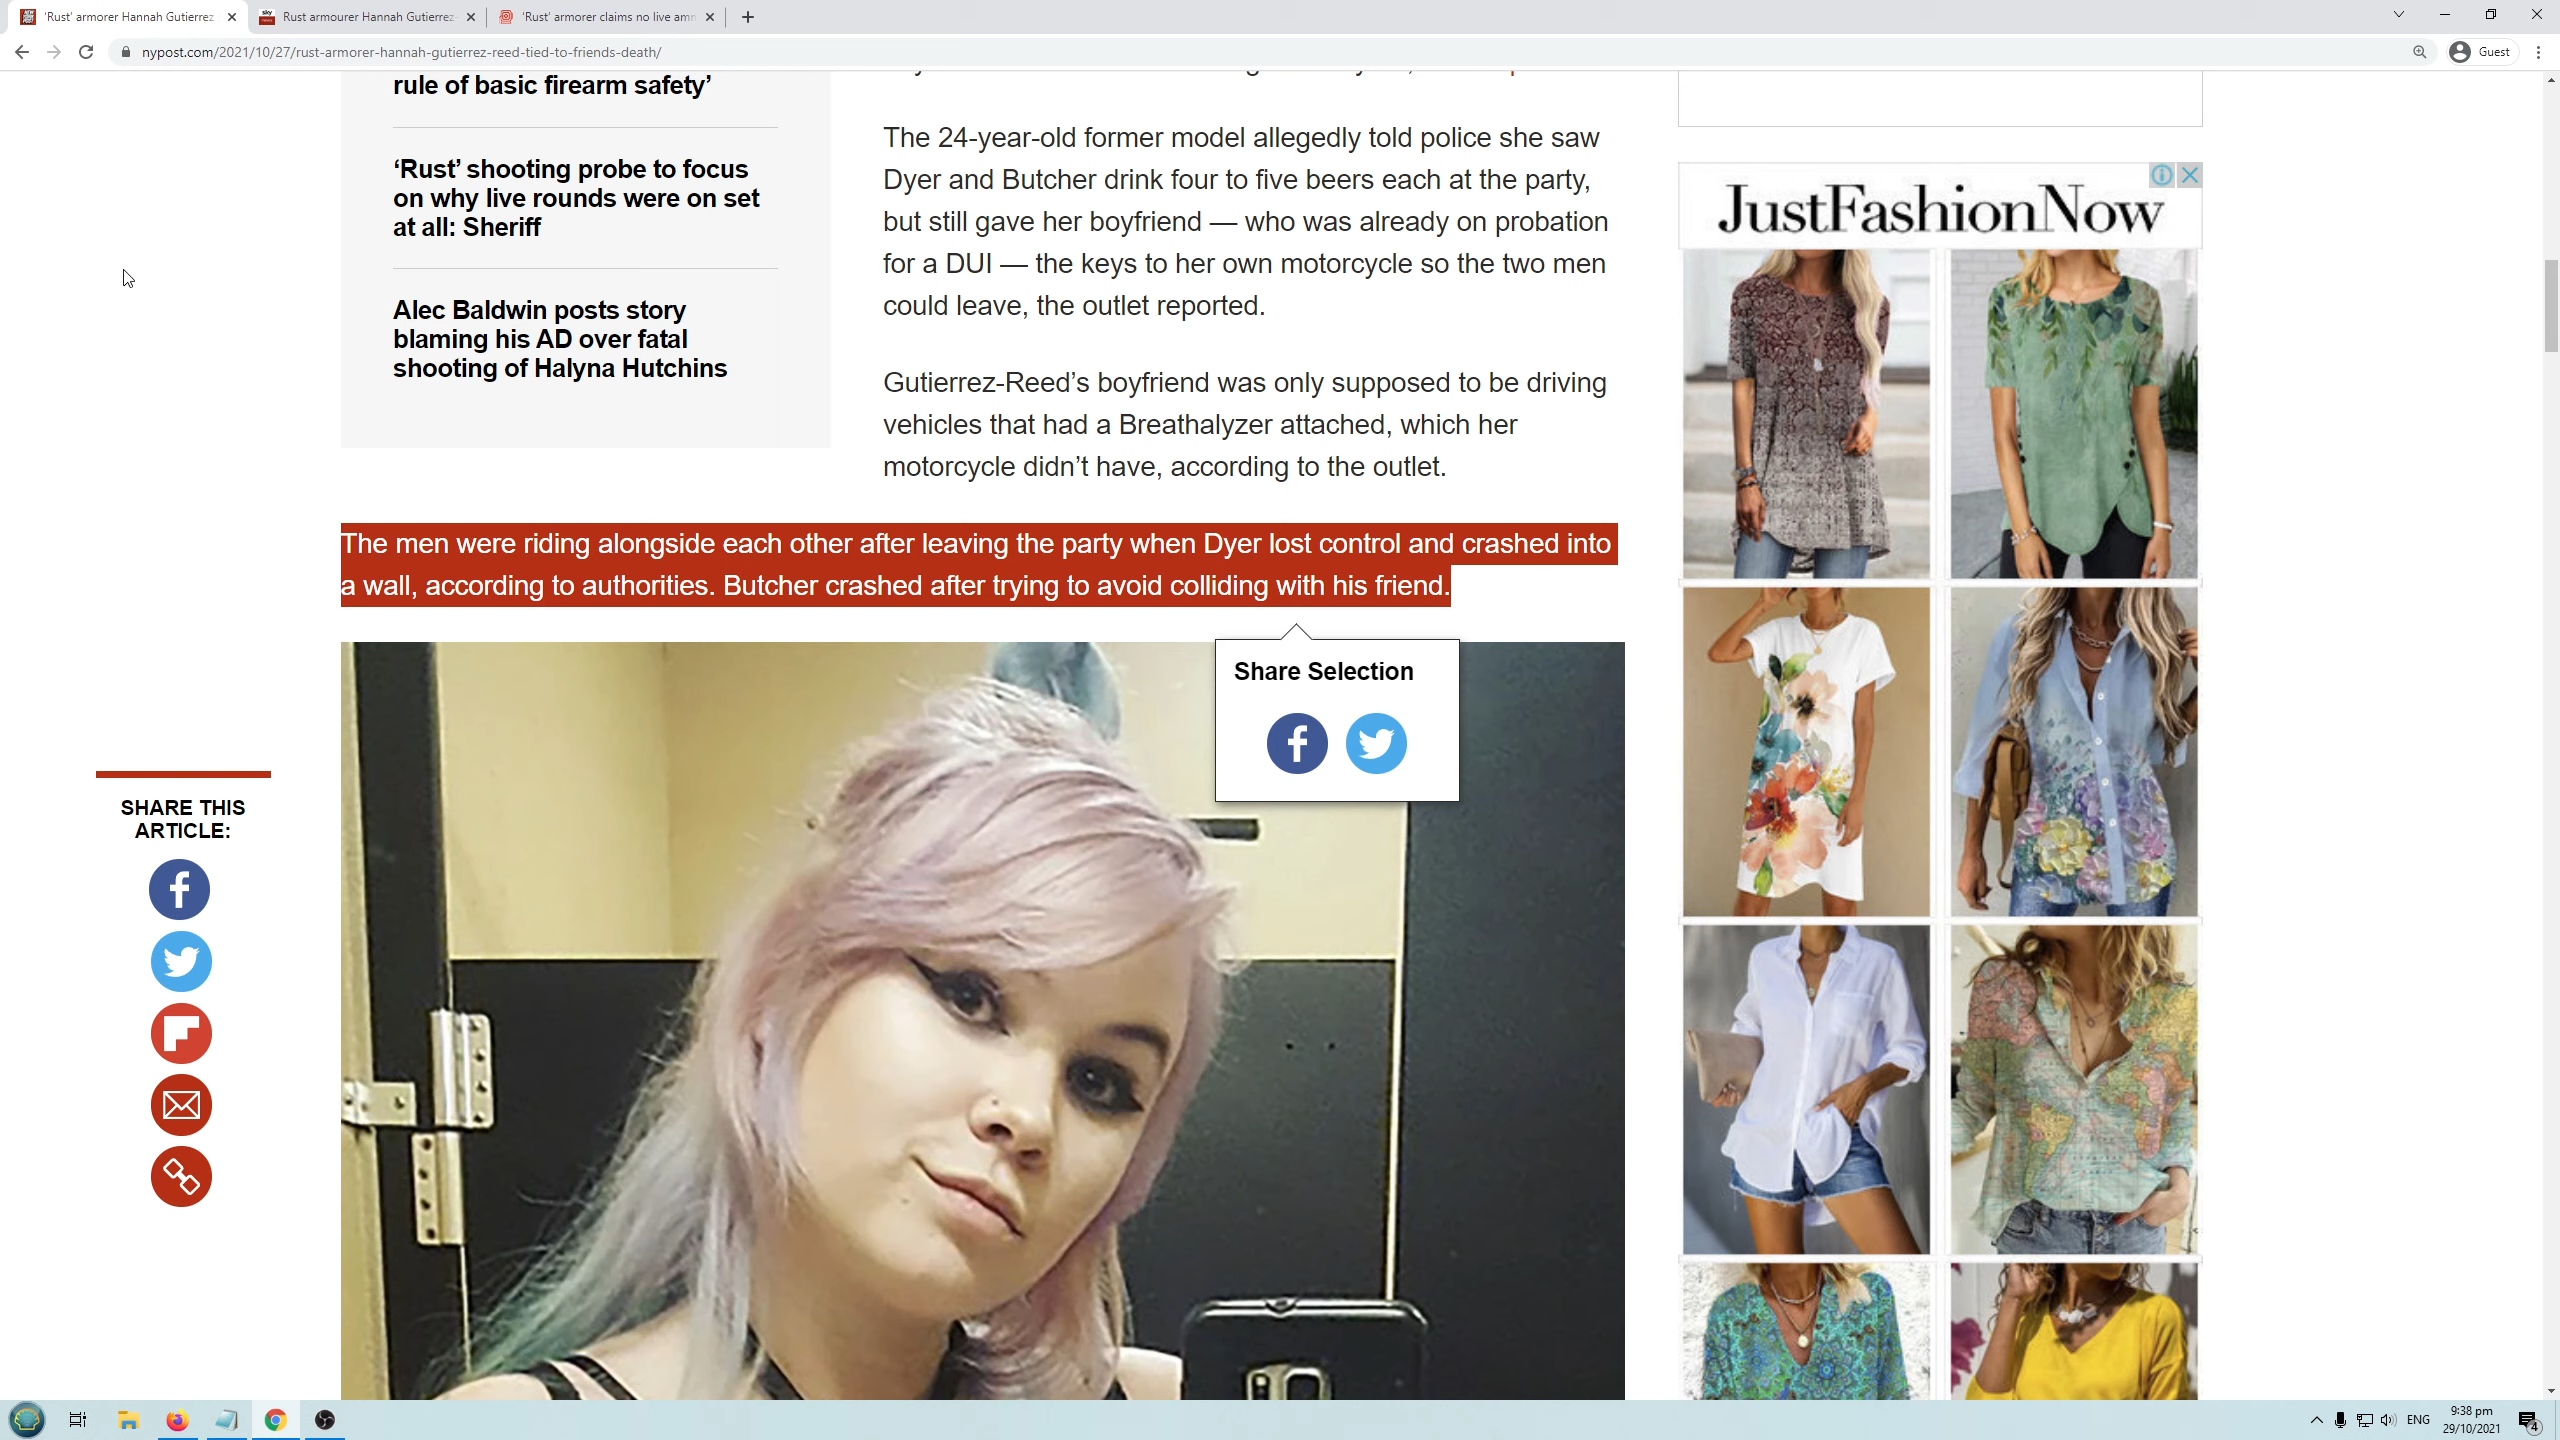 'Rust' armorer Hannah Gutierrez
Rust armourer Hannah Gutierrez
'Rust' armorer claims no live amm
nypost.com/2021/10/27/rust-armorer-hannah-gutierrez-reed-tied-to-friends-death/
Guest
rule of basic firearm safety’
‘Rust’ shooting probe to focus
on why live rounds were on set
at all: Sheriff
Alec Baldwin posts story
blaming his AD over fatal
shooting of Halyna Hutchins
The 24-year-old former model allegedly told police she saw
Dyer and Butcher drink four to five beers each at the party,
but still gave her boyfriend — who was already on probation
for a DUI — the keys to her own motorcycle so the two men
could leave, the outlet reported.
Gutierrez-Reed’s boyfriend was only supposed to be driving
vehicles that had a Breathalyzer attached, which her
motorcycle didn’t have, according to the outlet.
The men were riding alongside each other after leaving the party when Dyer lost control and crashed into
a wall, according to authorities. Butcher crashed after trying to avoid colliding with his friend.
Share Selection
SHARE THIS
ARTICLE:
JustFashionNow
ENG
9:38 pm
29/10/2021
4